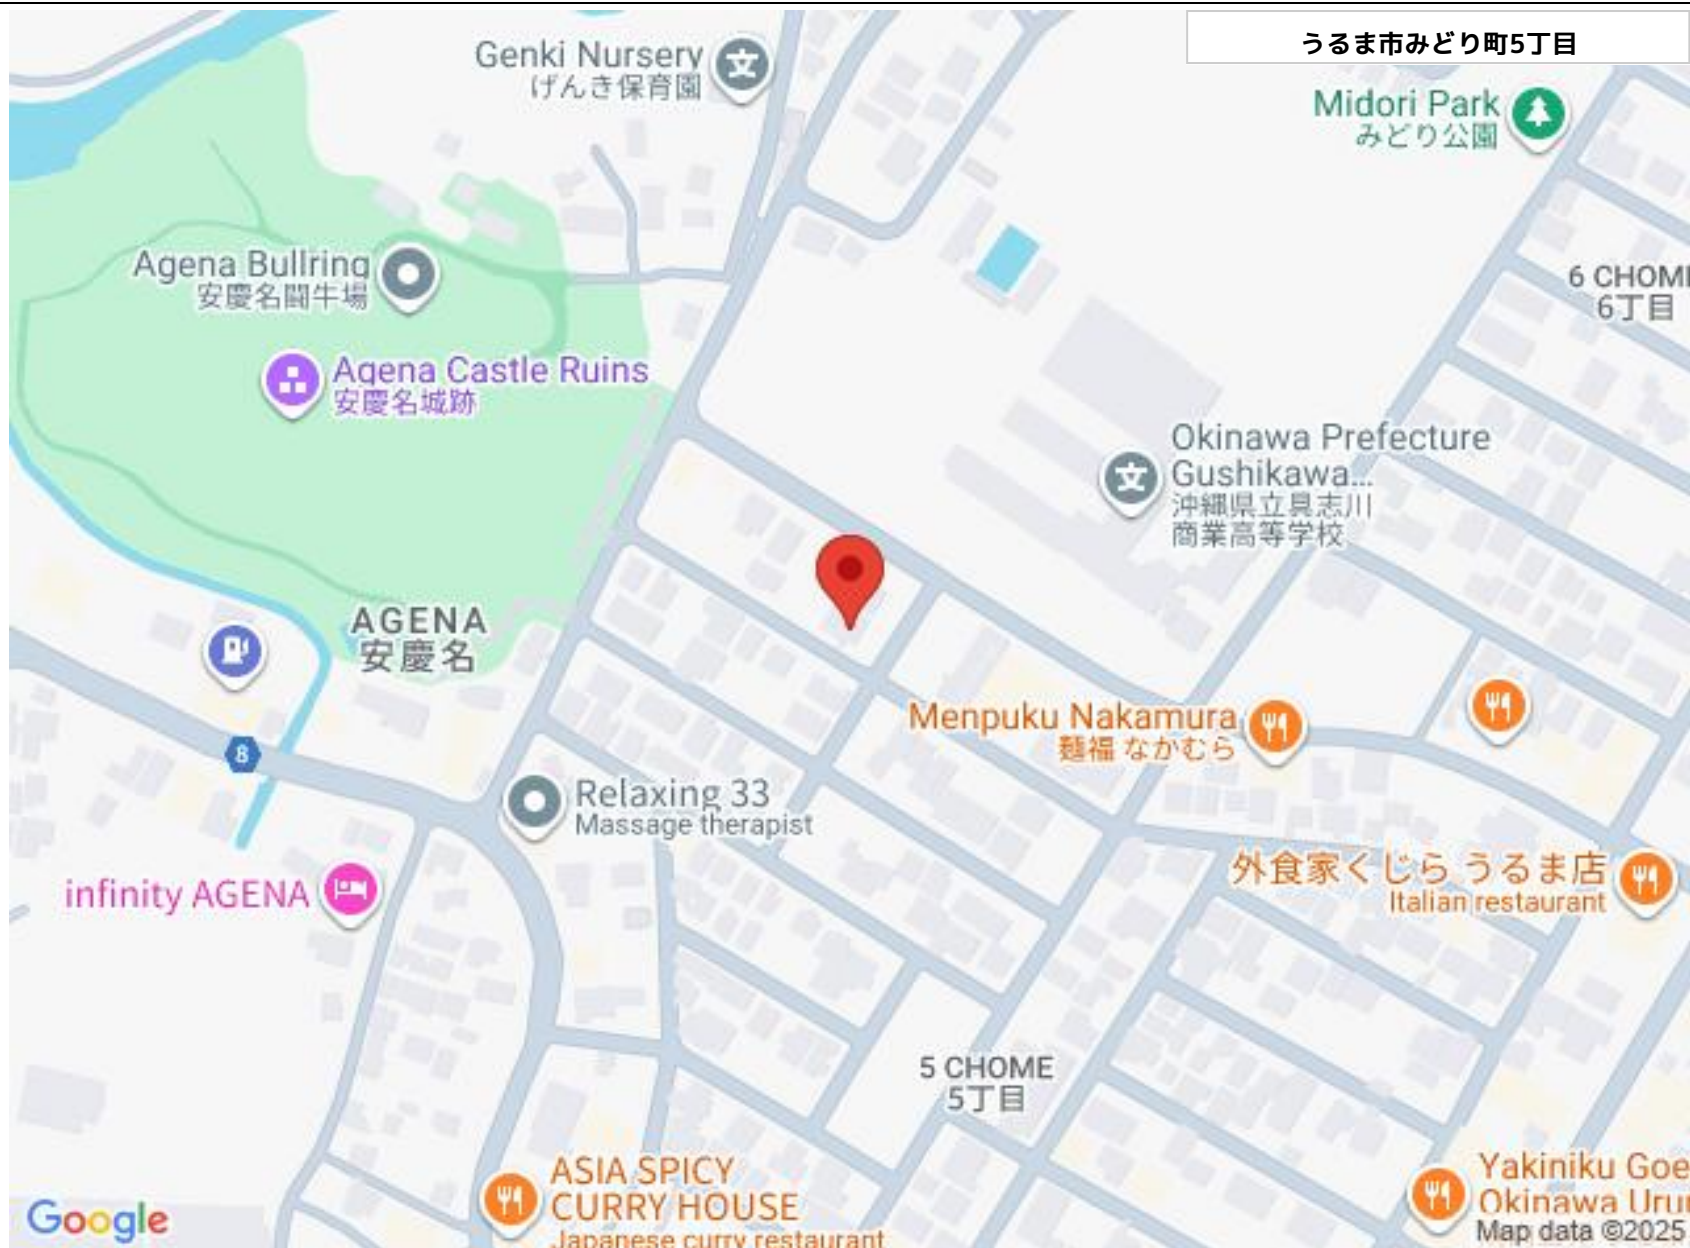 うるま市みどり町5丁目
Genki Nursery
げんき保育園
Midori Park
みどり公園
Agena Bullring
安慶名闘牛場
6 CHOME
6丁目
Agena Castle Ruins
安慶名城跡
Okinawa Prefecture
Gushikawa...
沖縄県立具志川
商業高等学校
AGENA
安慶名
8
Menpuku Nakamura
麺福 なかむら
Relaxing 33
Massage therapist
外食家くじら うるま店
Italian restaurant
infinity AGENA
5 CHOME
5丁目
ASIA SPICY
CURRY HOUSE
Japanese curry restaurant
Yakiniku Goe
Okinawa Uru
Google
Map data ©2025